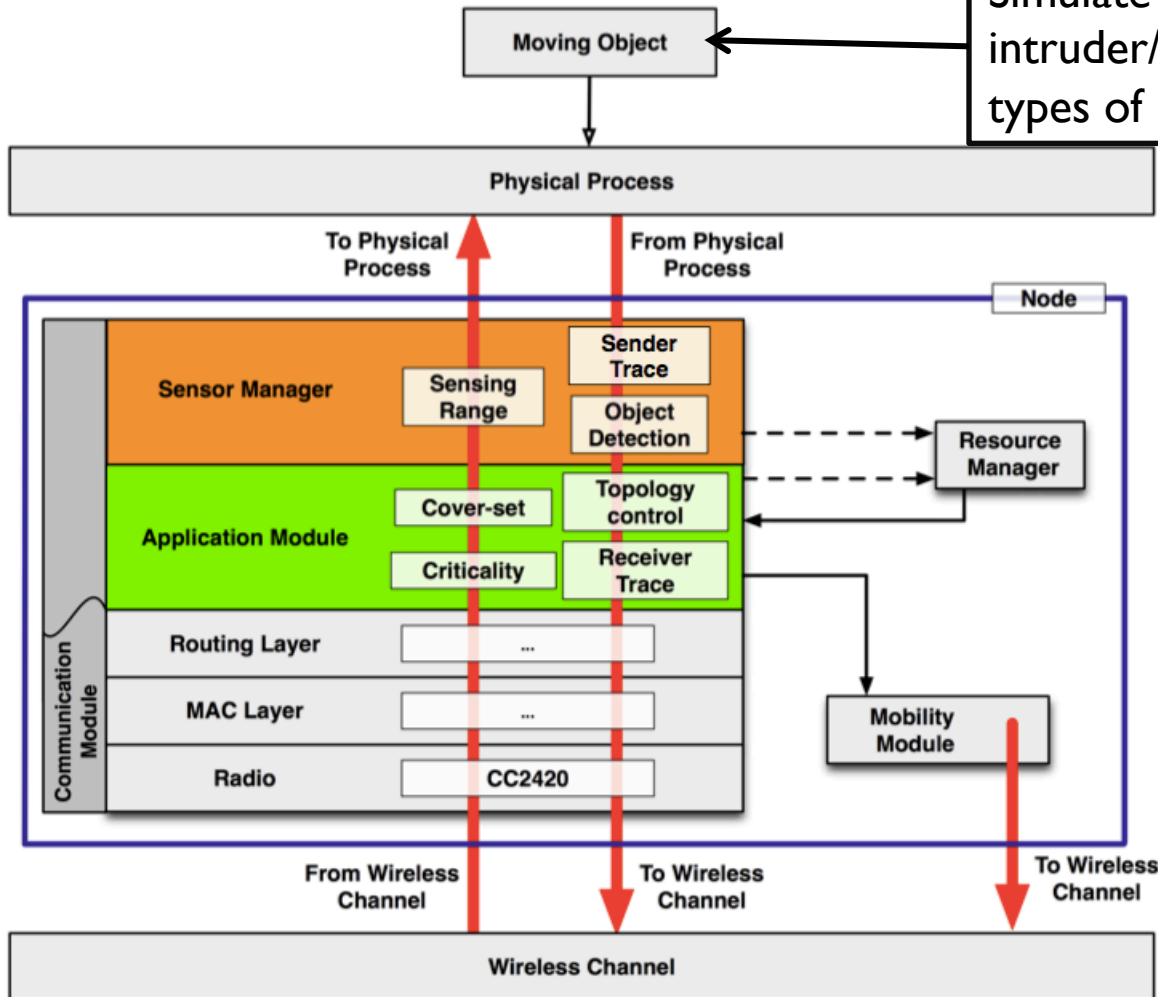 Simulate
intruder/
types of
Moving Object
Physical Process
To Physical
Process
From Physical
Process
Node
Sensor Manager
Sensing
Range
Sender
Trace
Object
Detection
Resource
Manager
Application Module
Cover-set
Topology
control
Criticality
Receiver
Trace
Communication
Module
Routing Layer
...
MAC Layer
...
Radio
CC2420
Mobility
Module
From Wireless
Channel
To Wireless
Channel
To Wireless
Channel
Wireless Channel